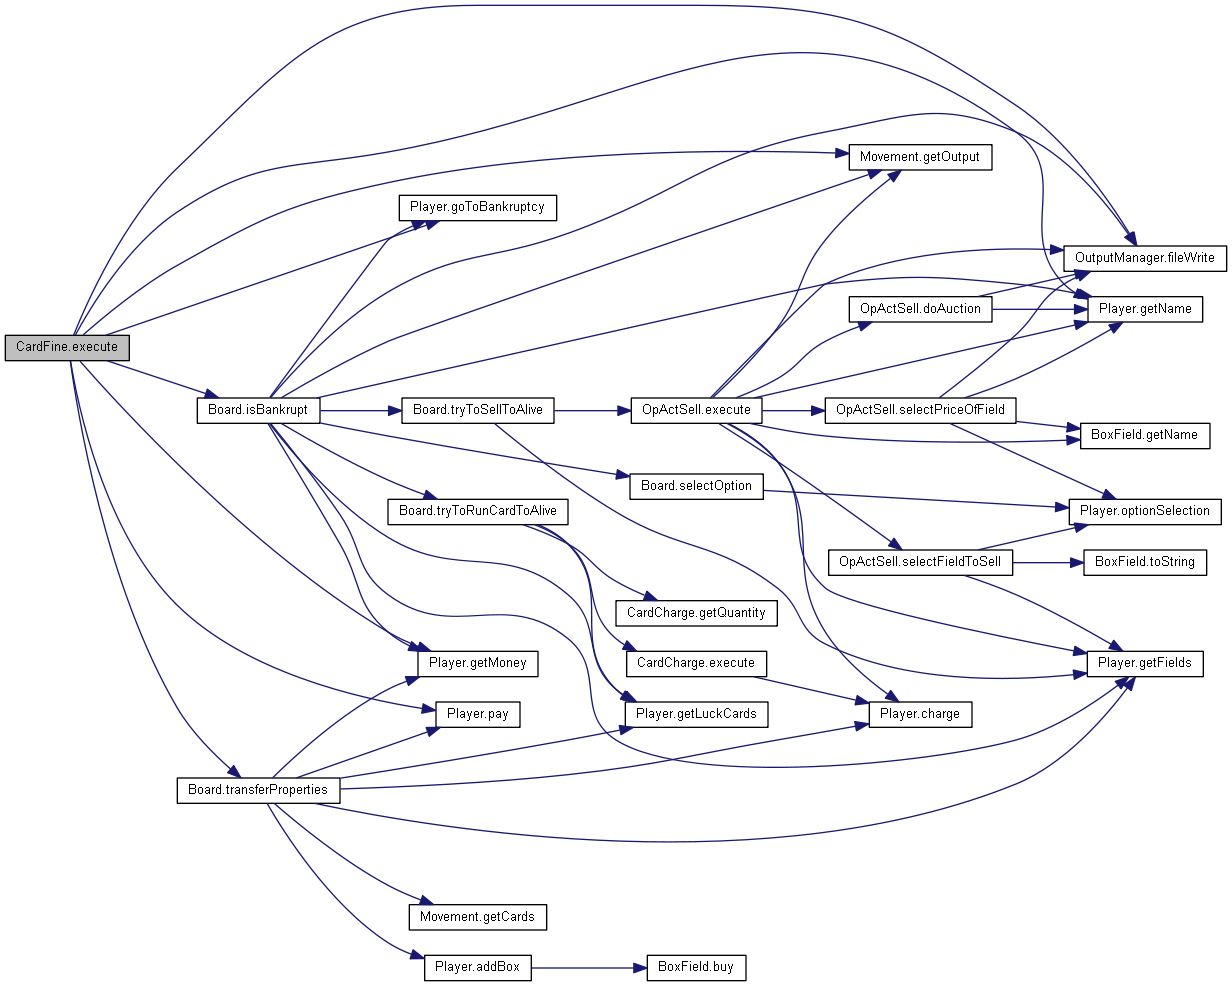 Movement.getOutput
Player.goToBankruptcy
OutputManager.fileWrite
OpActSell.doAuction
Player.getName
CardFine.execute
Board.isBankrupt
Board.tryToSellToAlive
OpActSell.execute
OpActSell.selectPriceOfField
BoxField.getName
Board.selectOption
Board.tryToRunCardToAlive
Player.optionSelection
OpActSell.selectFieldToSell
BoxField.toString
CardCharge.getQuantity
Player.getMoney
CardCharge.execute
Player.getFields
Player.pay
Player.getLuckCards
Player.charge
Board.transferProperties
Movement.getCards
Player.addBox
BoxField.buy